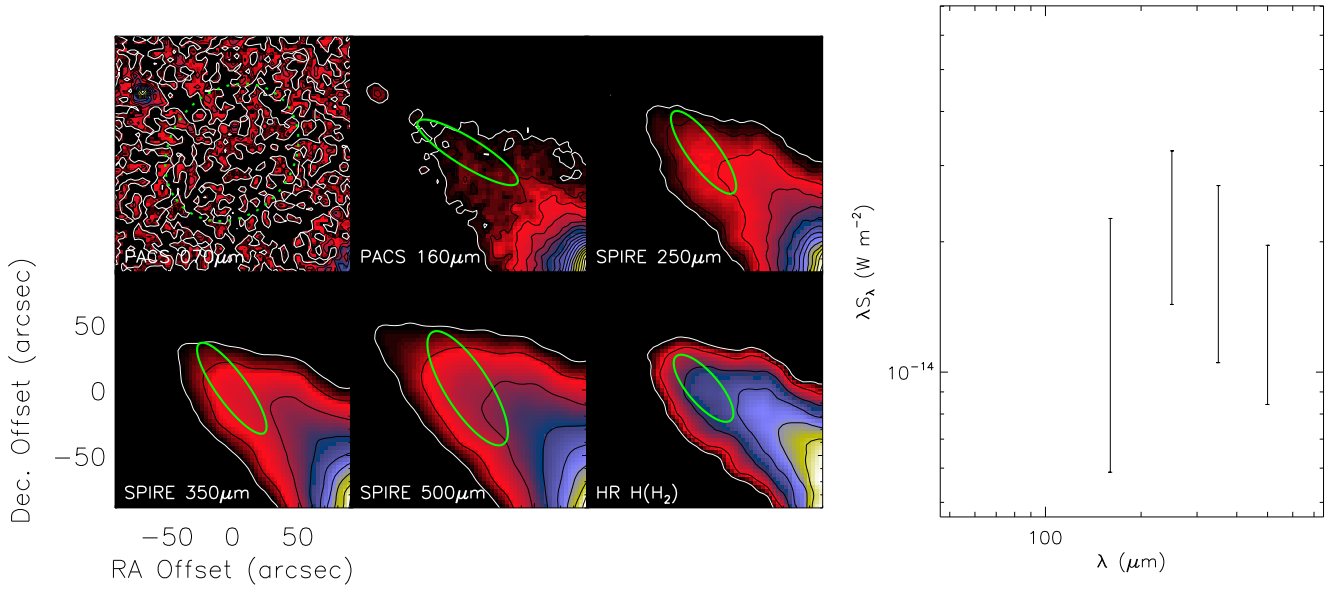 PACS 070μm
PACS 160μm
SPIRE 250μm
SPIRE 350μm
SPIRE 500μm
HR H(H₂)
Dec. Offset (arcsec)
50
0
−50
−50 0 50
RA Offset (arcsec)
λS_λ (W m⁻²)
10⁻¹⁴
100
λ (μm)